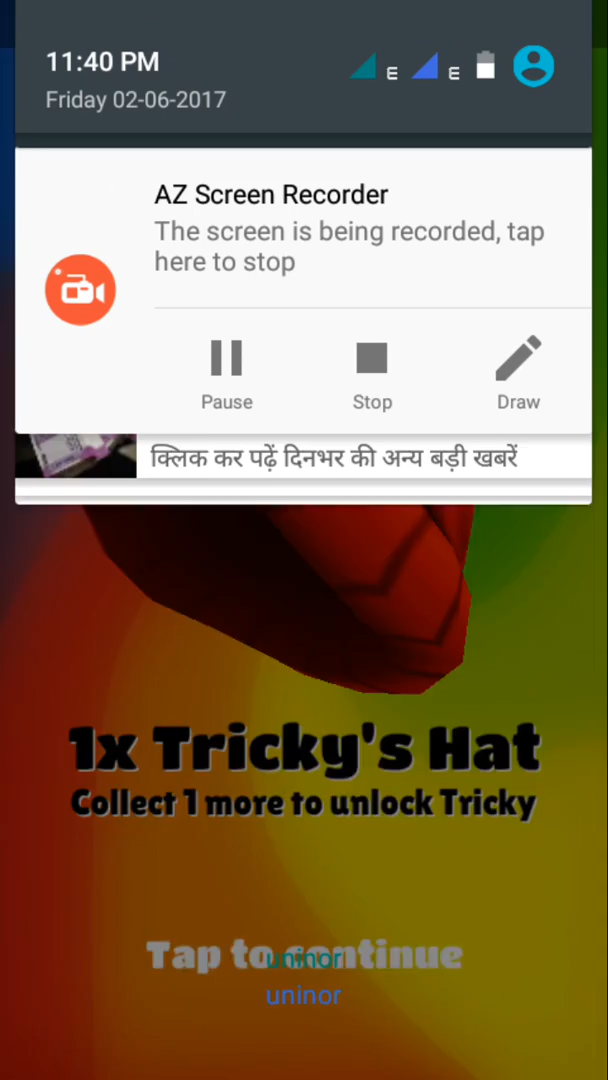 11:40 PM
E E
Friday 02-06-2017
AZ Screen Recorder
The screen is being recorded, tap
here to stop
Pause Stop Draw
क्लिक कर पढ़ें दिनभर की अन्य बड़ी खबरें
1x Tricky's Hat
Collect 1 more to unlock Tricky
Tap to continue
uninor
uninor